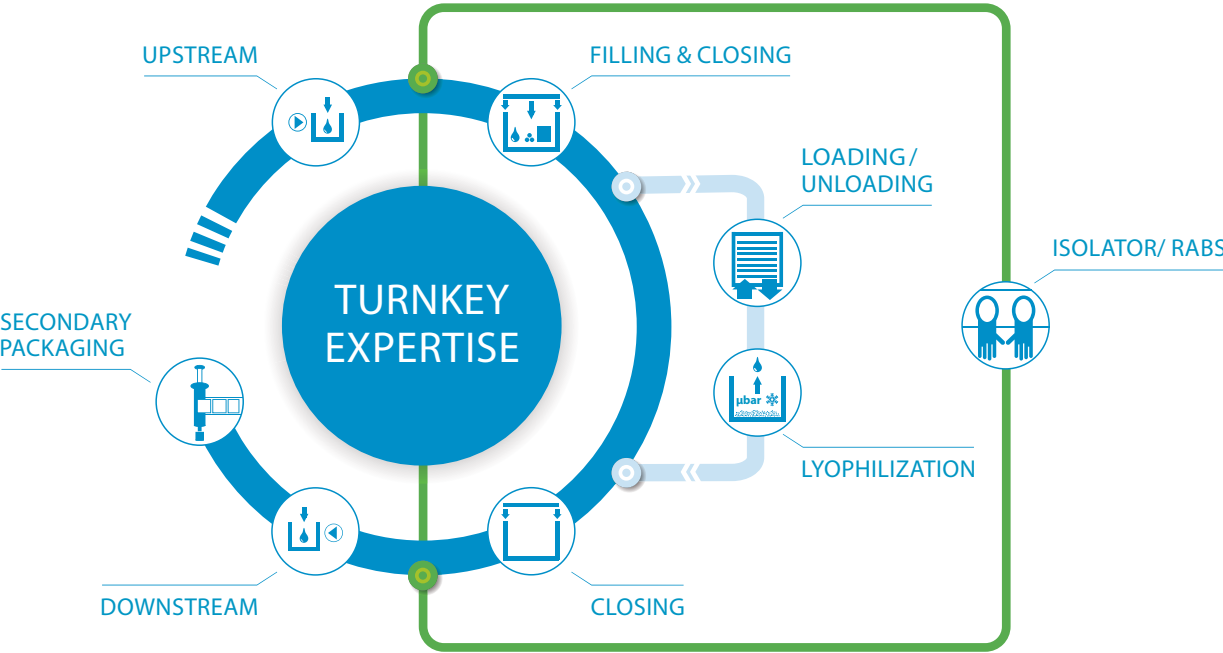 UPSTREAM
FILLING & CLOSING
LOADING /
UNLOADING
ISOLATOR/ RABS
TURNKEY
EXPERTISE
SECONDARY
PACKAGING
µbar
LYOPHILIZATION
DOWNSTREAM
CLOSING